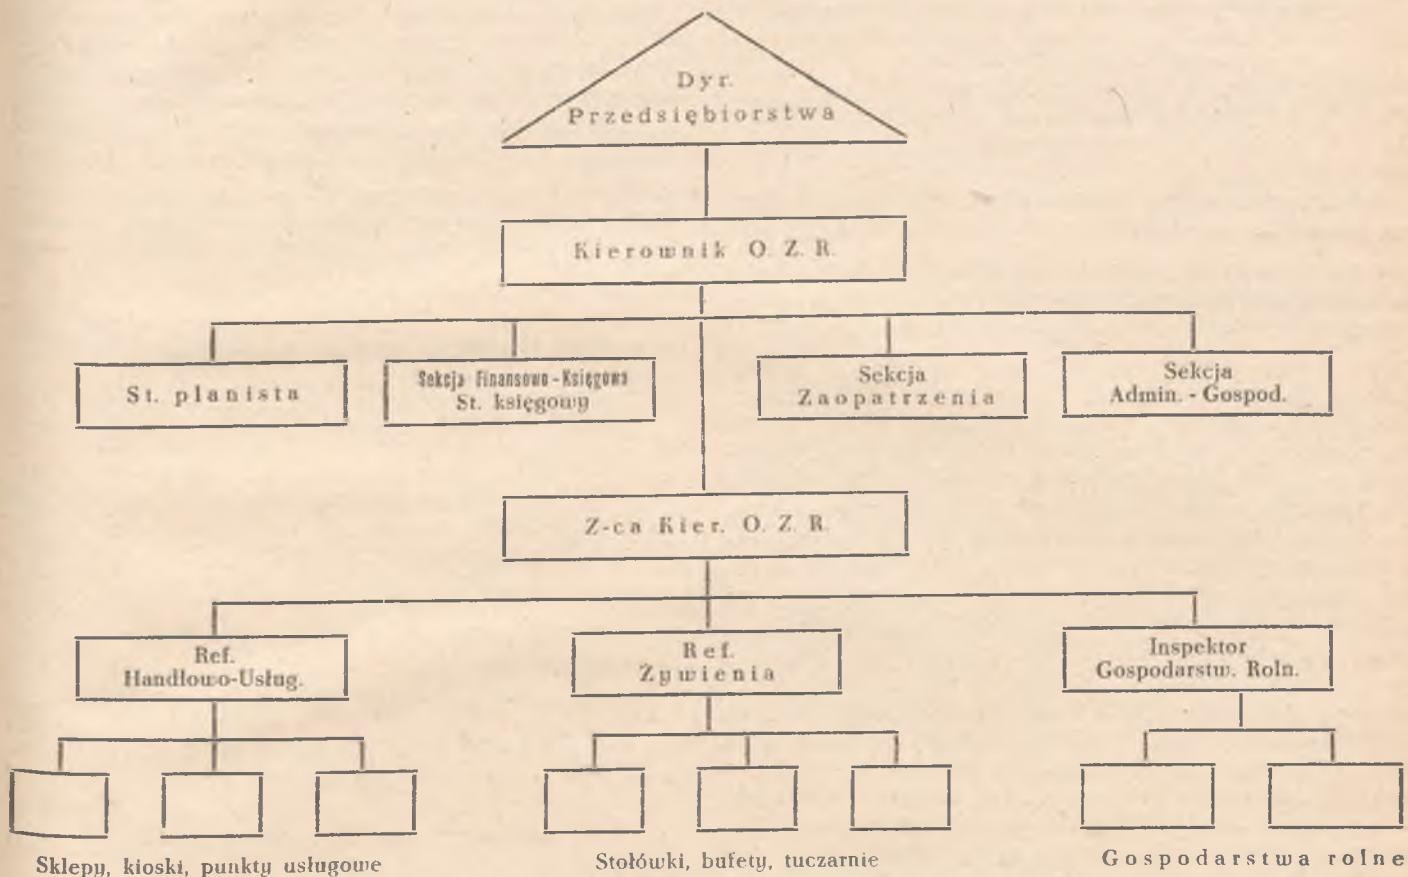 Dyr.
Przedsiębiorstwa
Kierownik O. Z. R.
St. planista
Sekcja Finansowo-Księgowa
St. księgowy
Sekcja
Zaopatrzenia
Sekcja
Admin. - Gospod.
Z-ca Kier. O. Z. R.
Ref.
Handlowo-Usług.
Ref.
Żywienia
Inspektor
Gospodarstw. Roln.
Sklepy, kioski, punkty usługowe
Stołówki, bufety, tuczarnie
Gospodarstwa rolne